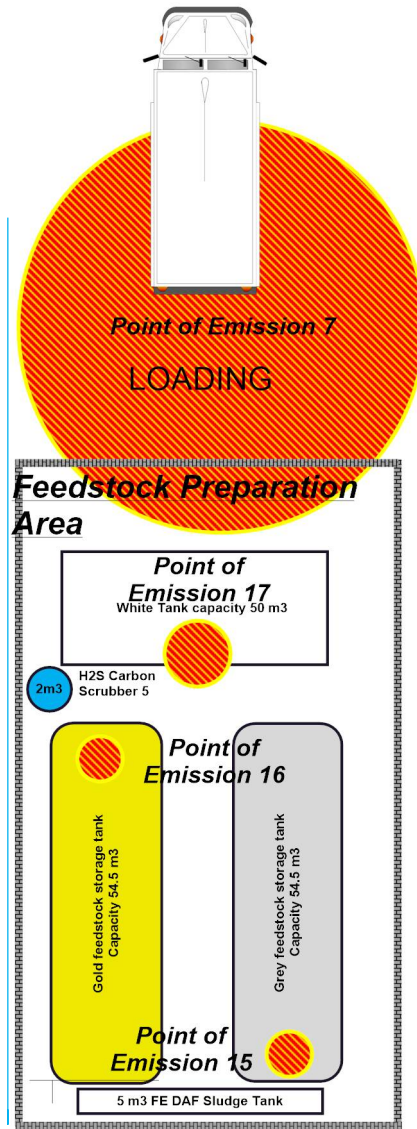 Point of Emission 7
LOADING
Feedstock Preparation
Area
Point of
Emission 17
White Tank capacity 50 m3
2m3
H2S Carbon
Scrubber 5
Point of
Emission 16
Gold feedstock storage tank
Capacity 54.5 m3
Grey feedstock storage tank
Capacity 54.5 m3
Point of
Emission 15
5 m3 FE DAF Sludge Tank